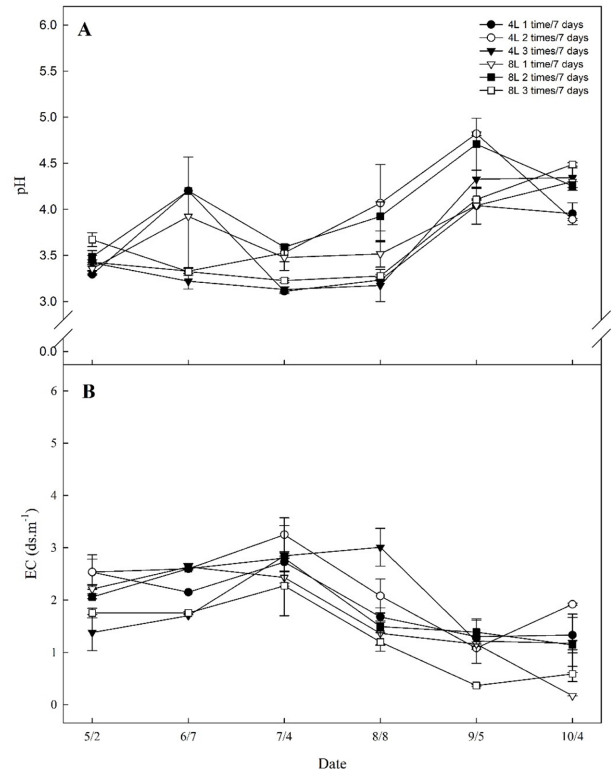 A
4L 1 time/7 days
4L 2 times/7 days
4L 3 times/7 days
8L 1 time/7 days
8L 2 times/7 days
8L 3 times/7 days
6.0
5.5
5.0
4.5
4.0
3.5
3.0
0.0
pH
B
6
5
4
3
2
1
0
EC (ds.m-1)
5/2 6/7 7/4 8/8 9/5 10/4
Date